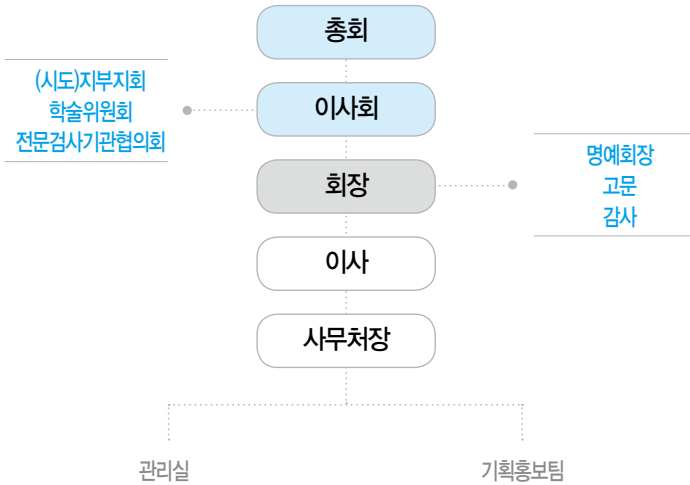 총회
(시도)지부지회
학술위원회
전문검사기관협의회
이사회
회장
명예회장
고문
감사
이사
사무처장
관리실
기획홍보팀